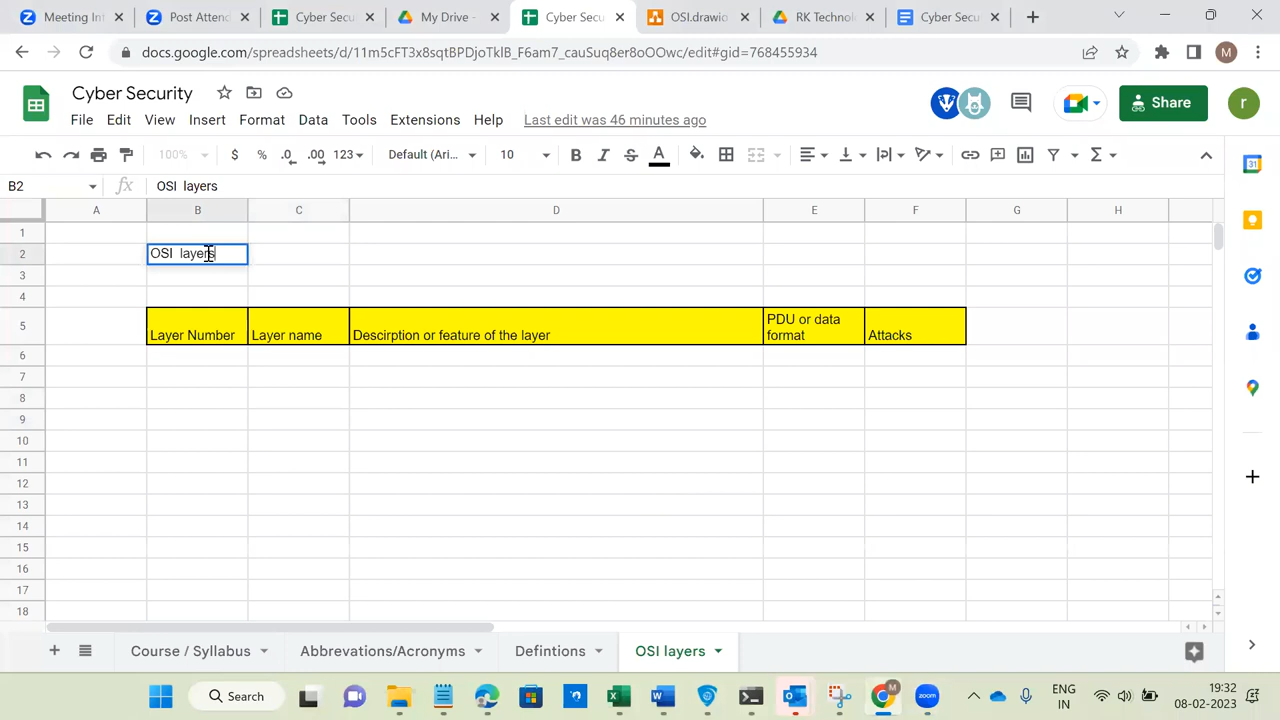 Meeting In
Post Attend
Cyber Secu
My Drive -
Cyber Secu
OSI.drawio
RK Technol
Cyber Secu
docs.google.com/spreadsheets/d/11m5cFT3x8sqtBPDjoTklB_F6am7_cauSuq8er8oOOwc/edit#gid=768455934
M
Cyber Security
File Edit View Insert Format Data Tools Extensions Help Last edit was 46 minutes ago
Share
r
100% $ % .0 .00 123 Default (Ari... 10 B I S A
B2 fx OSI layers
A B C D E F G H
1
2 OSI layers
3
4
5 Layer Number Layer name Descirption or feature of the layer PDU or data format Attacks
6
7
8
9
10
11
12
13
14
15
16
17
18
Course / Syllabus Abbrevations/Acronyms Defintions OSI layers
Search
zoom
ENG
IN
19:32
08-02-2023